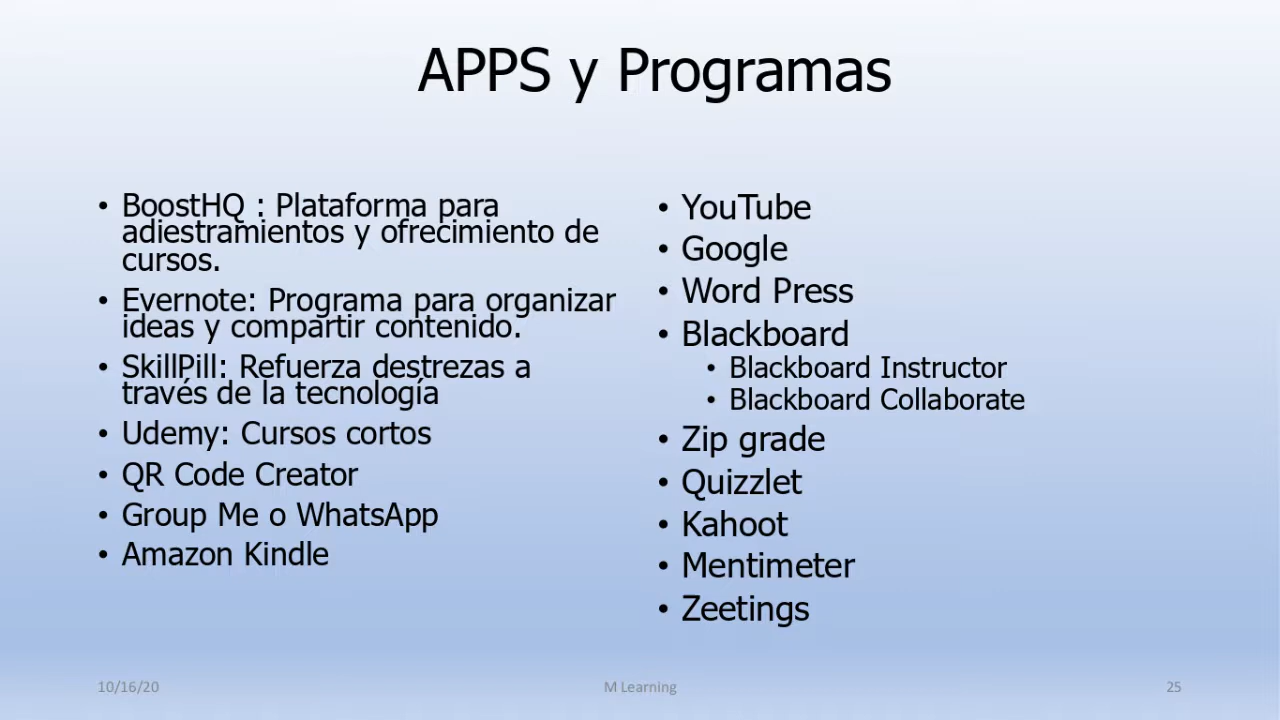 APPS y Programas
• BoostHQ : Plataforma para
adiestramientos y ofrecimiento de
cursos.
• Evernote: Programa para organizar
ideas y compartir contenido.
• SkillPill: Refuerza destrezas a
través de la tecnología
• Udemy: Cursos cortos
• QR Code Creator
• Group Me o WhatsApp
• Amazon Kindle
• YouTube
• Google
• Word Press
• Blackboard
• Blackboard Instructor
• Blackboard Collaborate
• Zip grade
• Quizzlet
• Kahoot
• Mentimeter
• Zeetings
10/16/20
M Learning
25